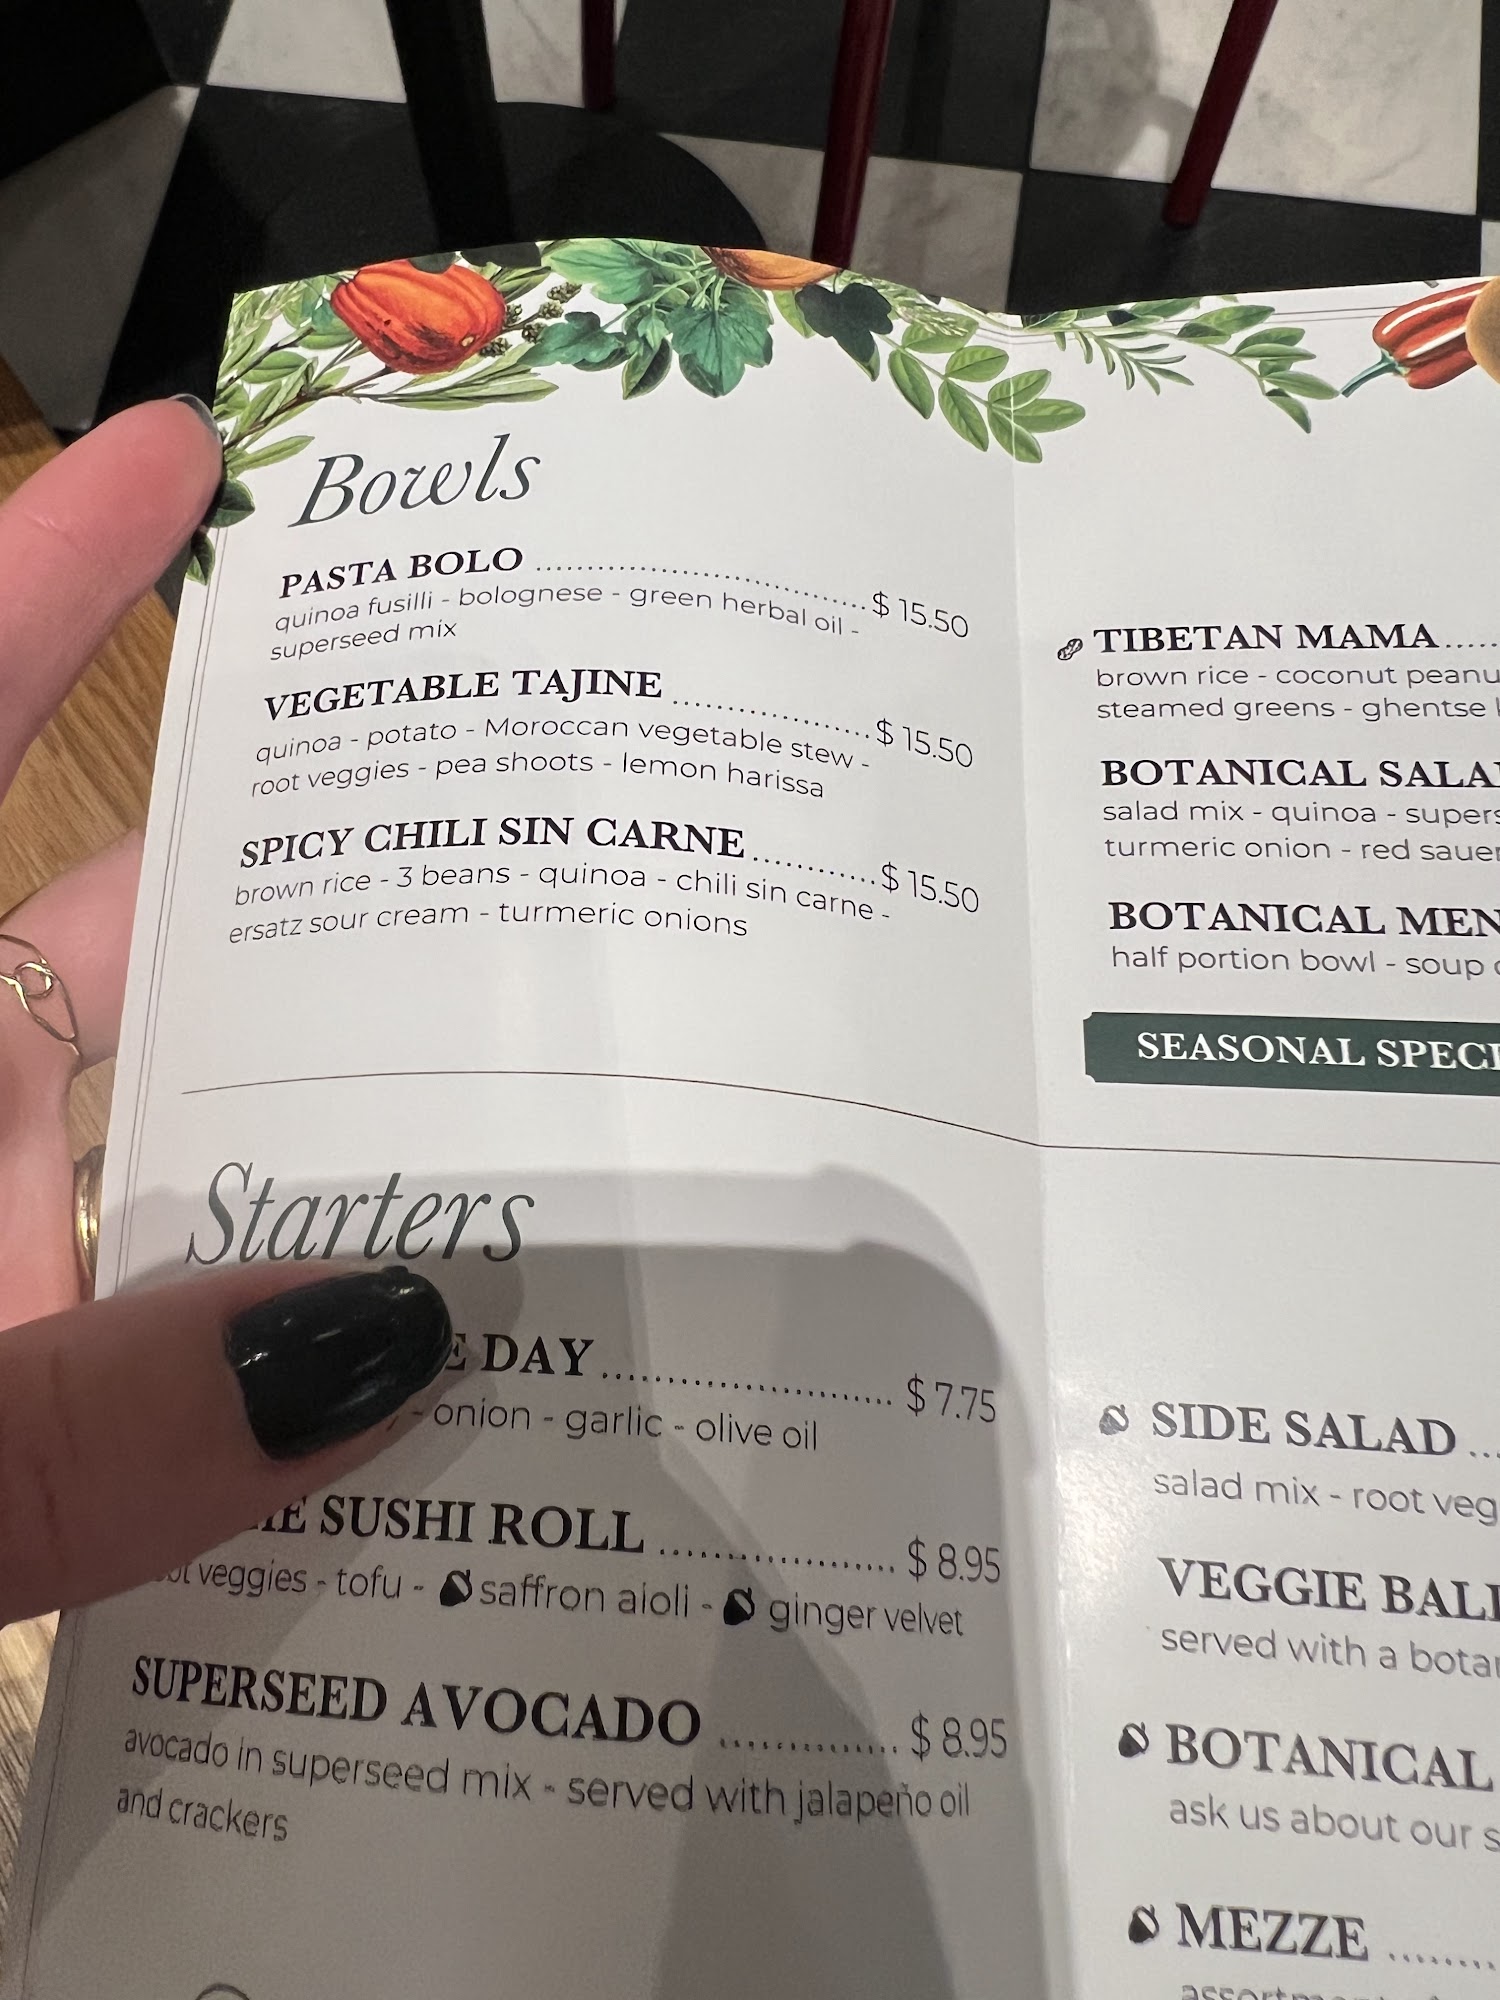 Bowls
PASTA BOLO ........................ $ 15.50
quinoa fusilli - bolognese - green herbal oil -
superseed mix
VEGETABLE TAJINE .................. $ 15.50
quinoa - potato - Moroccan vegetable stew -
root veggies - pea shoots - lemon harissa
SPICY CHILI SIN CARNE ............ $ 15.50
brown rice - 3 beans - quinoa - chili sin carne -
ersatz sour cream - turmeric onions
TIBETAN MAMA.....
brown rice - coconut
steamed greens - ghentse
BOTANICAL
salad mix - quinoa -
turmeric onion - red
BOTANICAL
half portion bowl - soup
SEASONAL
Starters
DAY ........................ $ 7.75
- onion - garlic - olive oil
SUSHI ROLL .................. $ 8.95
veggies - tofu - saffron aioli - ginger velvet
SUPERSEED AVOCADO .............. $ 8.95
avocado in superseed mix - served with jalapeño oil
and crackers
SIDE SALAD ...
salad mix - root
VEGGIE
served with a
BOTANICAL
ask us about our
MEZZE ........